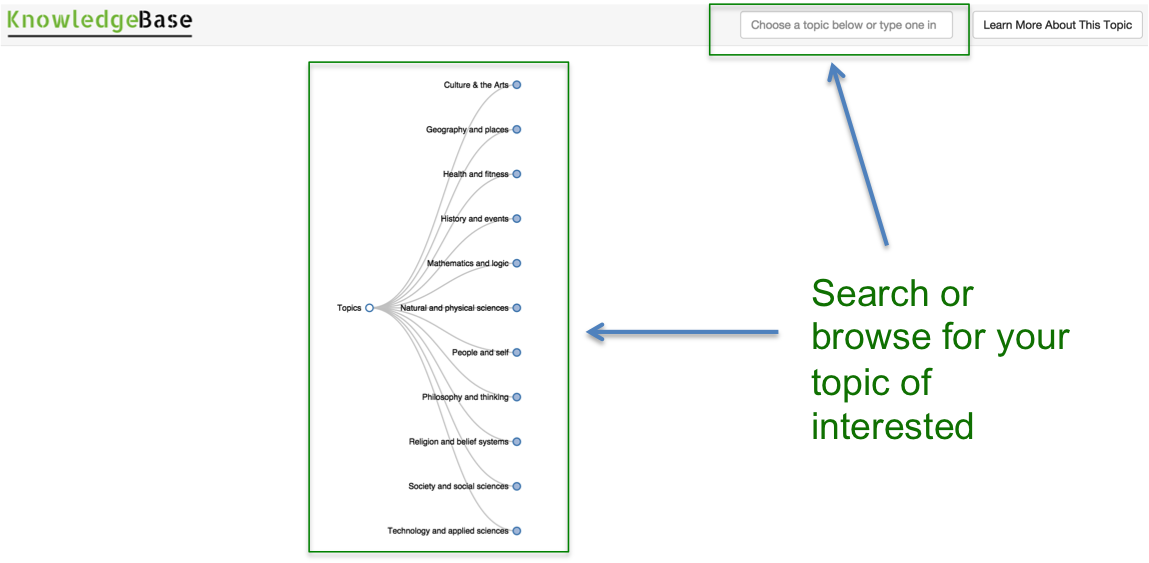 KnowledgeBase
Choose a topic below or type one in
Learn More About This Topic
Culture & the Arts
Geography and places
Health and fitness
History and events
Mathematics and logic
Topics
Natural and physical sciences
People and self
Philosophy and thinking
Religion and belief systems
Society and social sciences
Technology and applied sciences
Search or
browse for your
topic of
interested